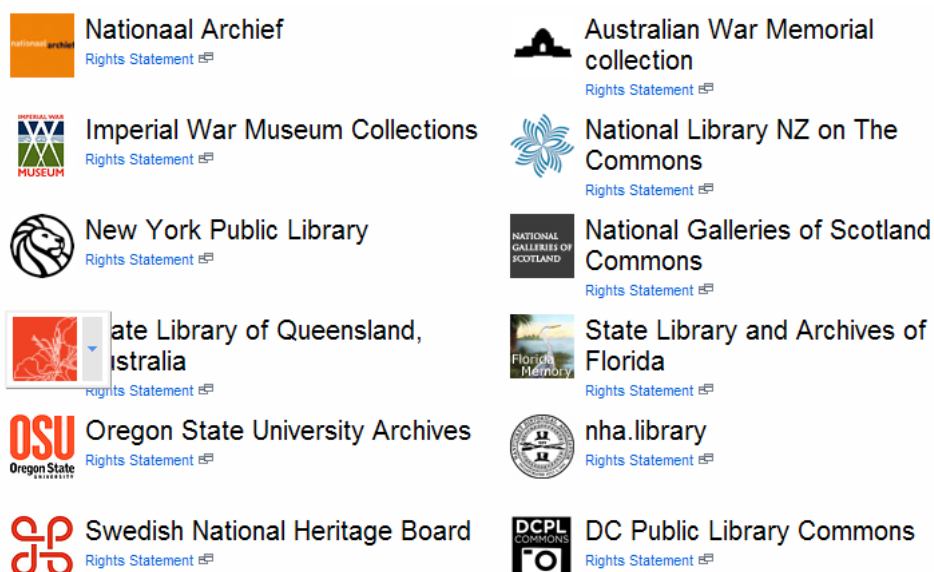 nationaal archief
Nationaal Archief
Rights Statement
Australian War Memorial
collection
Rights Statement
IMPERIAL WAR
MUSEUM
Imperial War Museum Collections
Rights Statement
National Library NZ on The
Commons
Rights Statement
New York Public Library
Rights Statement
NATIONAL
GALLERIES OF
SCOTLAND
National Galleries of Scotland
Commons
Rights Statement
ate Library of Queensland,
stralia
Rights Statement
Florida
Memory
State Library and Archives of
Florida
Rights Statement
OSU
Oregon State
UNIVERSITY
Oregon State University Archives
Rights Statement
nha.library
Rights Statement
Swedish National Heritage Board
Rights Statement
DCPL
COMMONS
DC Public Library Commons
Rights Statement